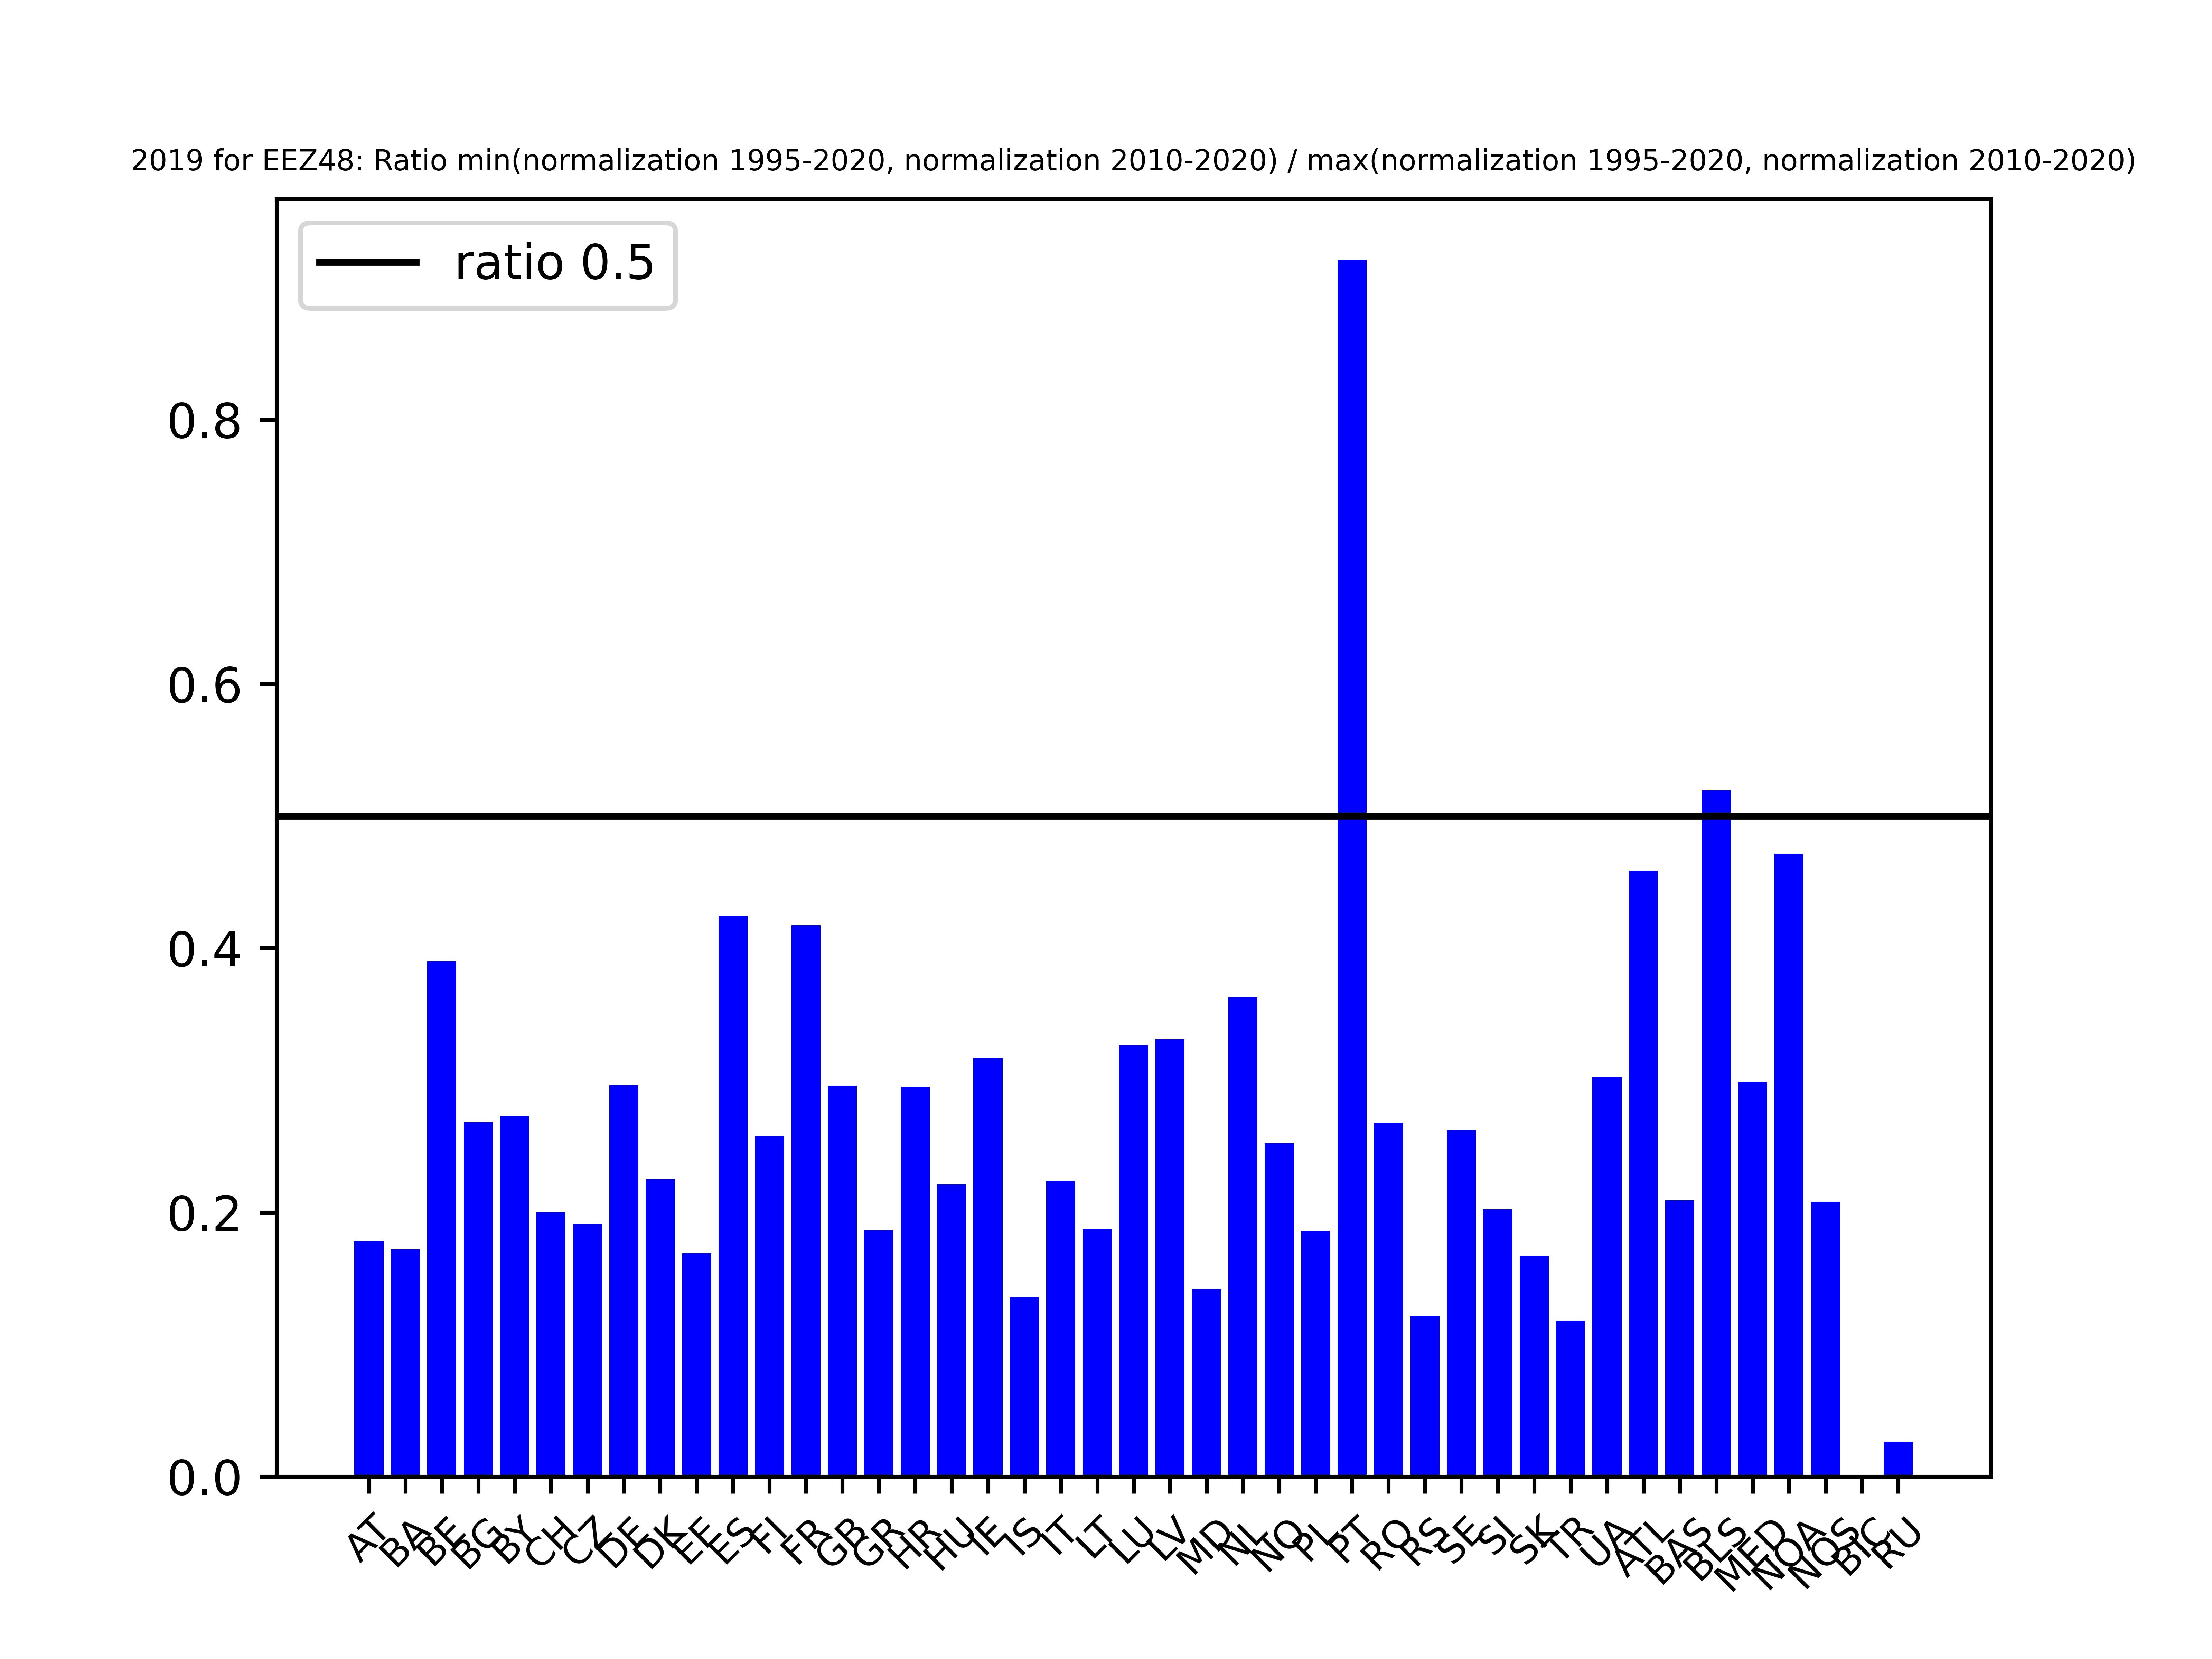 2019 for EEZ48: Ratio min(normalization 1995-2020, normalization 2010-2020) / max(normalization 1995-2020, normalization 2010-2020)
ratio 0.5
0.8
0.6
0.4
0.2
0.0
AT BA BE BG BY CH CZ DE DK EE ES FI FR GB GR HR HU IE IS IT LT LU LV MD NL NO PL PT RO RS SE SI SK TR UA ATL BAS BLS MED NOA NOS BIC RU